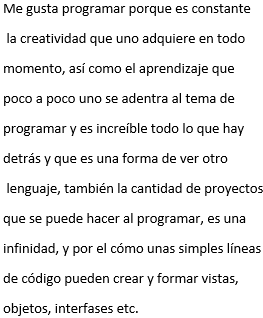 Me gusta programar porque es constante
la creatividad que uno adquiere en todo
momento, así como el aprendizaje que
poco a poco uno se adentra al tema de
programar y es increíble todo lo que hay
detrás y que es una forma de ver otro
lenguaje, también la cantidad de proyectos
que se puede hacer al programar, es una
infinidad, y por el cómo unas simples líneas
de código pueden crear y formar vistas,
objetos, interfases etc.